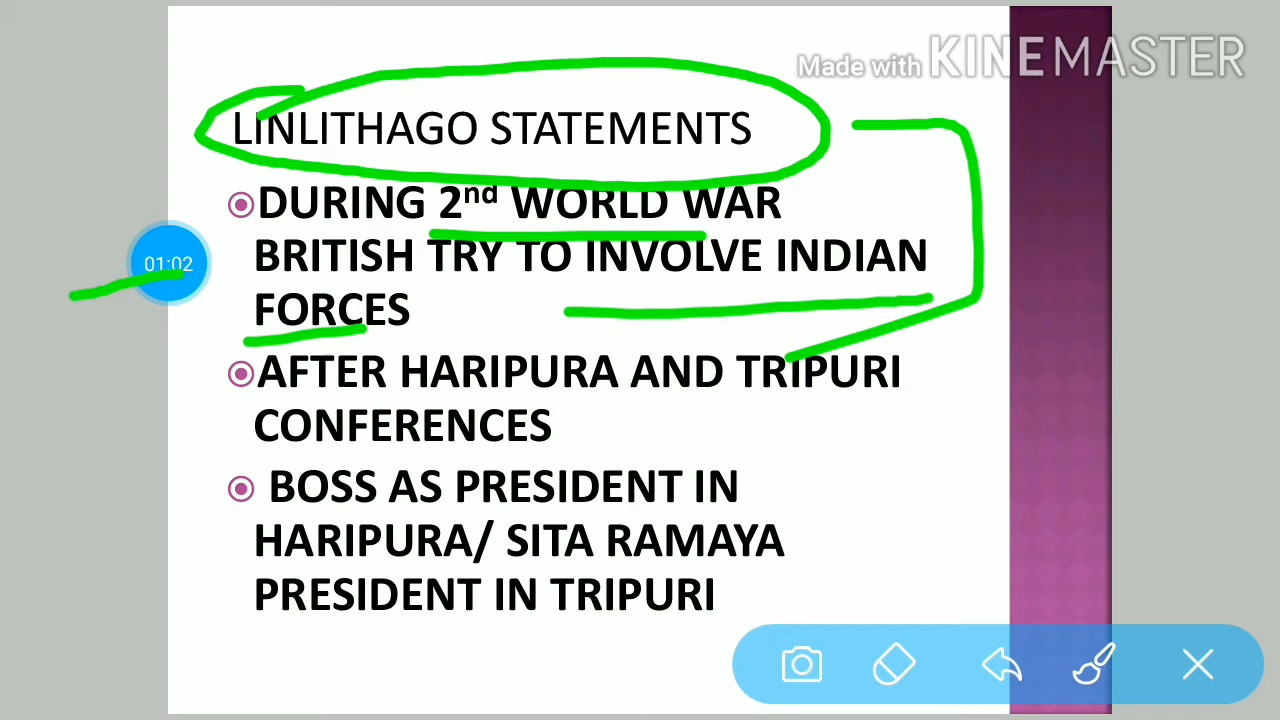 Made with KINEMASTER
LINLITHAGO STATEMENTS
DURING 2nd WORLD WAR
BRITISH TRY TO INVOLVE INDIAN
01:02
FORCES
AFTER HARIPURA AND TRIPURI
CONFERENCES
BOSS AS PRESIDENT IN
HARIPURA/ SITA RAMAYA
PRESIDENT IN TRIPURI